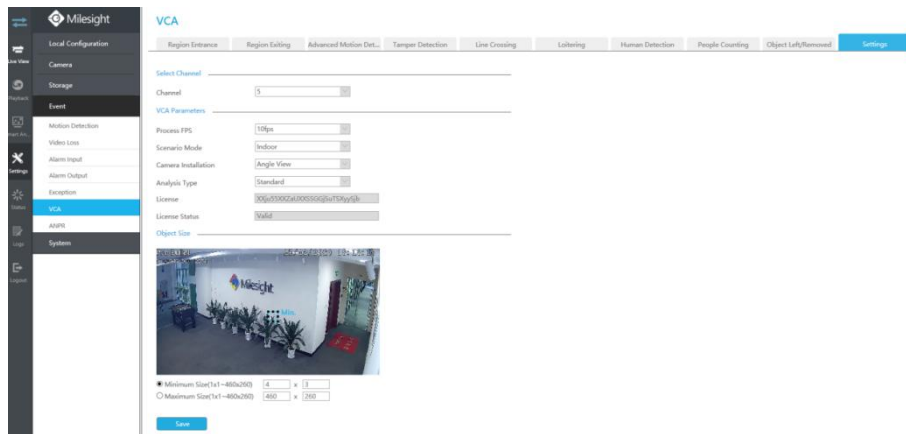 Milesight
VCA
Local Configuration
Camera
Storage
Event
Motion Detection
Video Loss
Alarm Input
Alarm Output
Exception
VCA
ANPR
System
Live View
Playback
Settings
Status
Logs
Logout
Region Entrance
Region Exiting
Advanced Motion Det...
Tamper Detection
Line Crossing
Loitering
Human Detection
People Counting
Object Left/Removed
Settings
Select Channel
Channel 5
VCA Parameters
Process FPS 10fps
Scenario Mode Indoor
Camera Installation Angle View
Analysis Type Standard
License
License Status Valid
Object Size
Milesight
Minimum Size(1x1~460x260) 4 x 3
Maximum Size(1x1~460x260) 460 x 260
Save